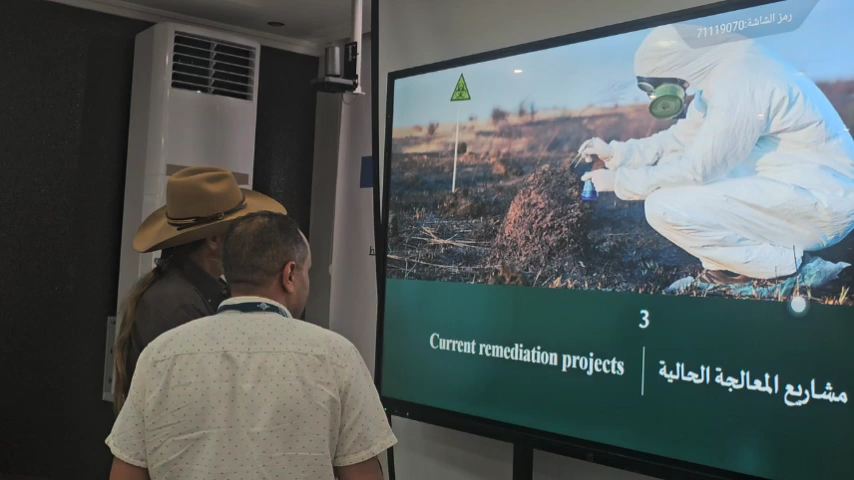 رمز الشاشة:71119070
3
Current remediation projects
مشاريع المعالجة الحالية